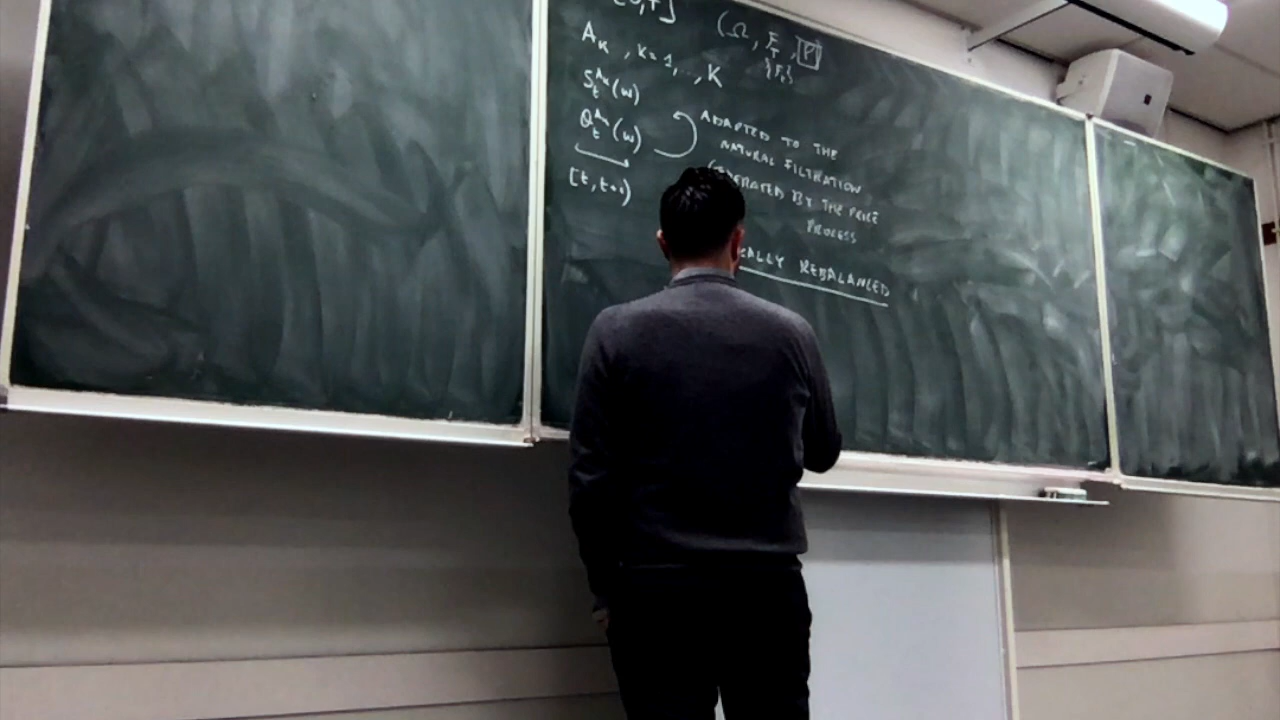 [0,T] (Ω, F_T, P)
{F_t}
A_k, k=1,..,K
S_t^{A_k}(ω)
Q_t^{A_k}(ω)
[t, t+1)
ADAPTED TO THE
NATURAL FILTRATION
GENERATED BY THE PRICE
PROCESS
REBALANCED